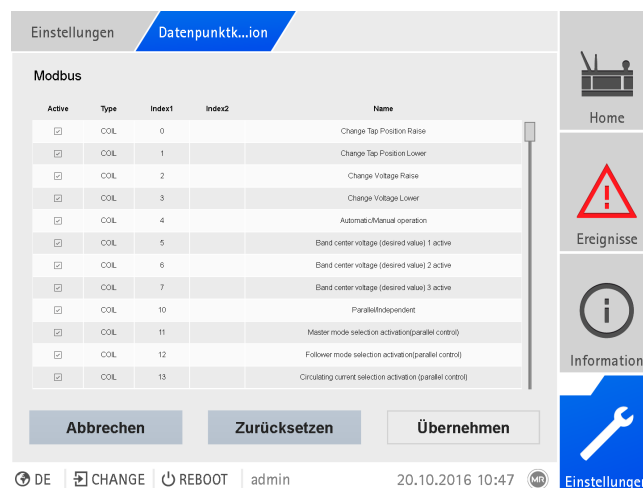 Einstellungen
Datenpunktk...ion
Modbus
Active Type Index1 Index2 Name
COIL 0 Change Tap Position Raise
COIL 1 Change Tap Position Lower
COIL 2 Change Voltage Raise
COIL 3 Change Voltage Lower
COIL 4 Automatic/Manual operation
COIL 5 Band center voltage (desired value) 1 active
COIL 6 Band center voltage (desired value) 2 active
COIL 7 Band center voltage (desired value) 3 active
COIL 10 Parallel/Independent
COIL 11 Master mode selection activation(parallel control)
COIL 12 Follower mode selection activation(parallel control)
COIL 13 Circulating current selection activation (parallel control)
Abbrechen Zurücksetzen Übernehmen
DE CHANGE REBOOT admin 20.10.2016 10:47 MR
Home
Ereignisse
Information
Einstellungen